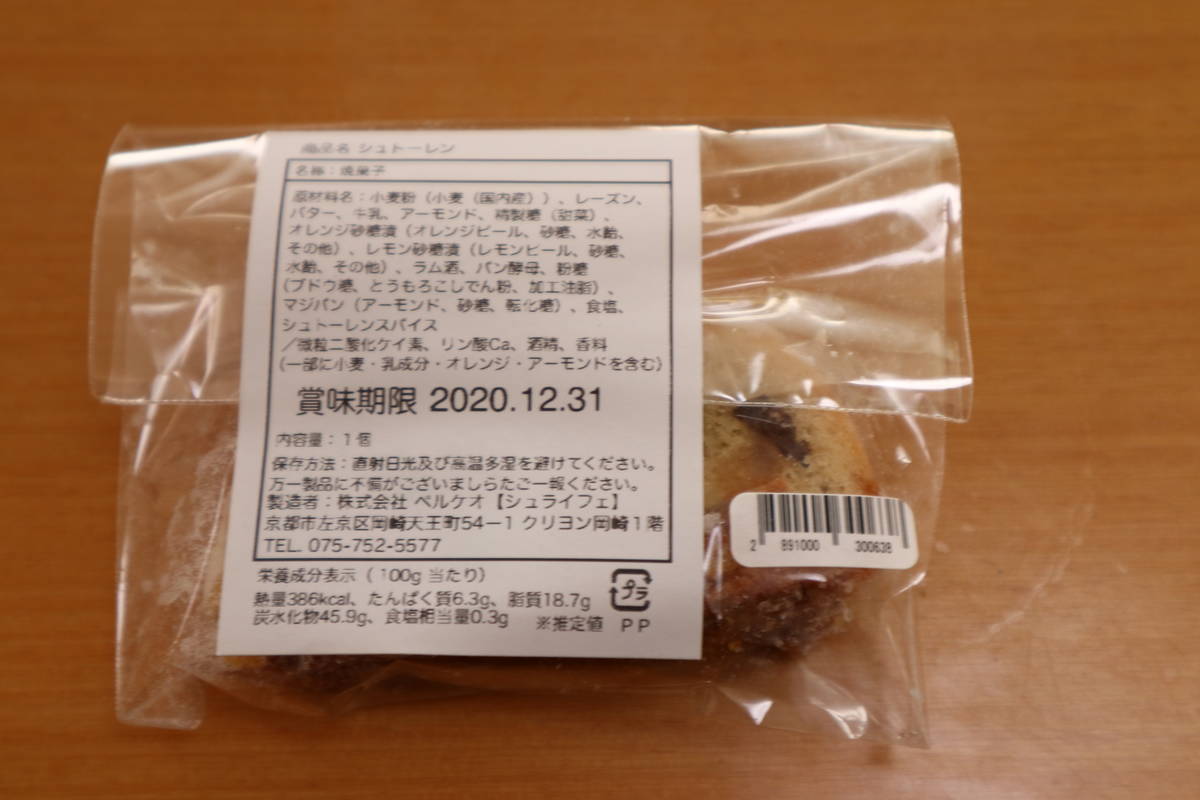 商品名 シュトーレン
名称：焼菓子
原材料名：小麦粉（小麦（国内産））、レーズン、
バター、牛乳、アーモンド、精製糖（甜菜）、
オレンジ砂糖漬（オレンジピール、砂糖、水飴、
その他）、レモン砂糖漬（レモンピール、砂糖、
水飴、その他）、ラム酒、パン酵母、粉糖
（ブドウ糖、とうもろこしでん粉、加工油脂）、
マジパン（アーモンド、砂糖、転化糖）、食塩、
シュトーレンスパイス
／微粒二酸化ケイ素、リン酸Ca、酒精、香料
（一部に小麦・乳成分・オレンジ・アーモンドを含む）
賞味期限 2020.12.31
内容量：1個
保存方法：直射日光及び高温多湿を避けてください。
万一製品に不備がございましらたご一報ください。
製造者：株式会社 ベルケオ【シュライフェ】
京都市左京区岡崎天王町54－1 クリヨン岡崎1階
TEL. 075-752-5577
栄養成分表示（100g 当たり）
熱量386kcal、たんぱく質6.3g、脂質18.7g
炭水化物45.9g、食塩相当量0.3g ※推定値
プラ
PP
2 891000 300638